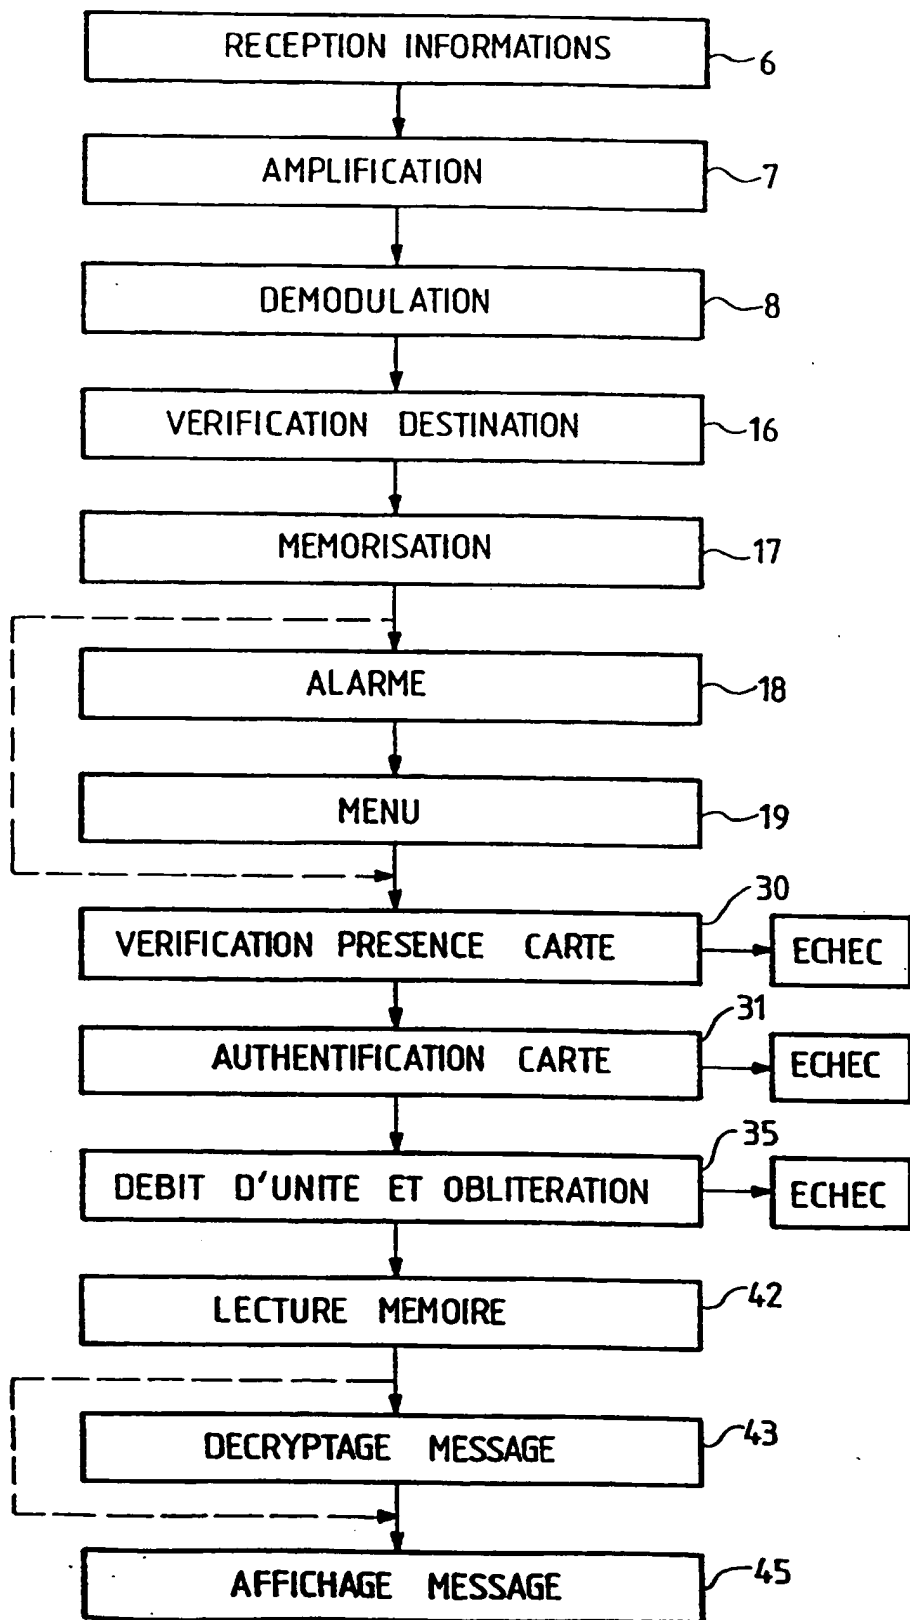 RECEPTION INFORMATIONS
6
AMPLIFICATION
7
DEMODULATION
8
VERIFICATION DESTINATION
16
MEMORISATION
17
ALARME
18
MENU
19
30
VERIFICATION PRESENCE CARTE
ECHEC
31
AUTHENTIFICATION CARTE
ECHEC
35
DEBIT D'UNITE ET OBLITERATION
ECHEC
LECTURE MEMOIRE
42
DECRYPTAGE MESSAGE
43
AFFICHAGE MESSAGE
45